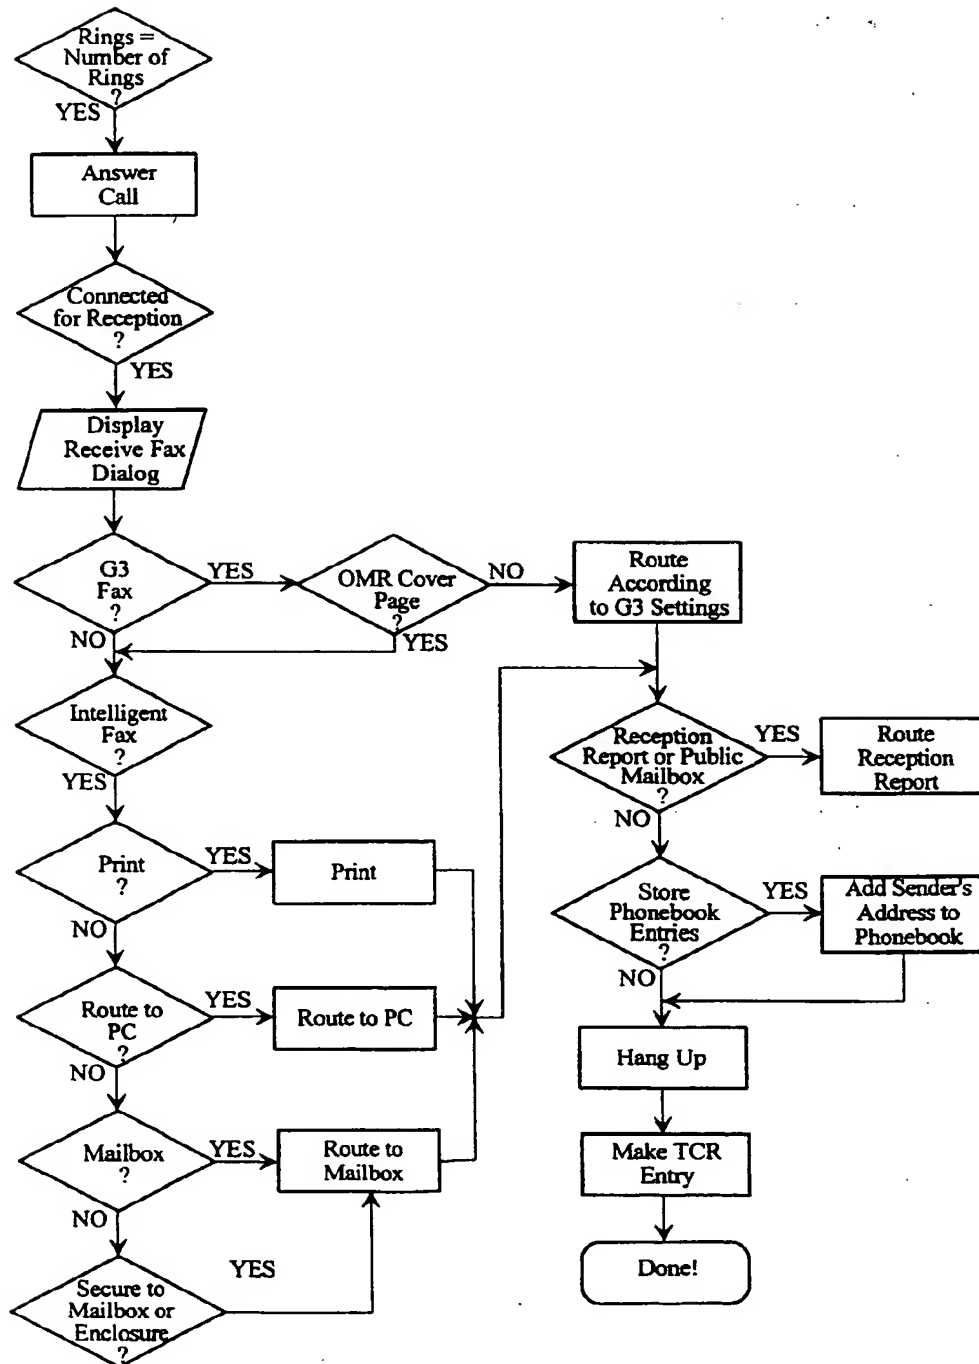 Rings =
Number of
Rings
?
YES
Answer
Call
Connected
for Reception
?
YES
Display
Receive Fax
Dialog
G3
Fax
?
YES
NO
OMR Cover
Page
?
NO
YES
Route
According
to G3 Settings
Intelligent
Fax
?
YES
Print
?
YES
Print
NO
Route to
PC
?
YES
Route to PC
NO
Mailbox
?
YES
Route to
Mailbox
NO
Secure to
Mailbox or
Enclosure
?
YES
Reception
Report or Public
Mailbox
?
YES
Route
Reception
Report
NO
Store
Phonebook
Entries
?
YES
Add Sender's
Address to
Phonebook
NO
Hang Up
Make TCR
Entry
Done!